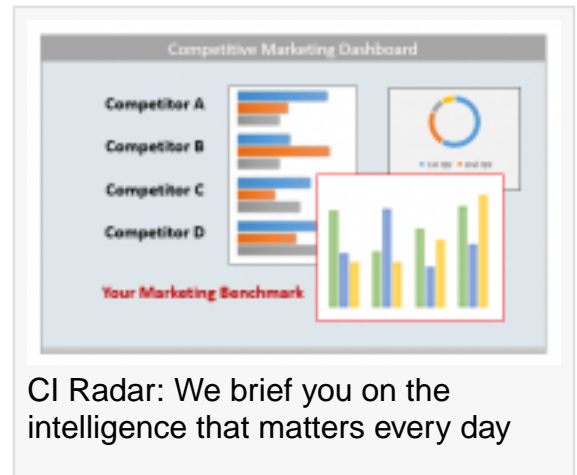 Competitive Marketing Dashboard
Competitor A
Competitor B
Competitor C
Competitor D
Your Marketing Benchmark
CI Radar: We brief you on the
intelligence that matters every day